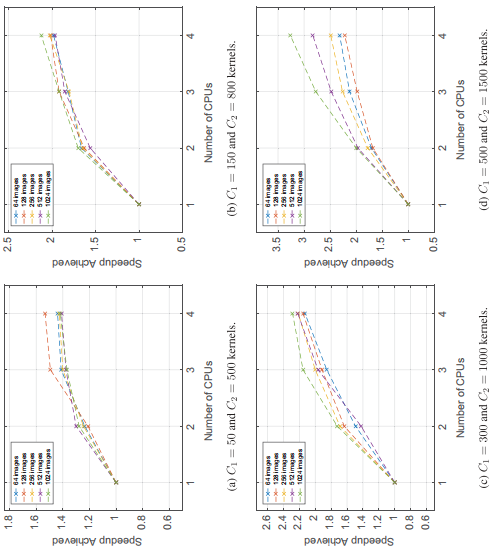 1.8
1.6
1.4
1.2
1
0.8
0.6
Speedup Achieved
64 images
128 images
256 images
512 images
1024 images
1 2 3 4
Number of CPUs
(a) C₁ = 50 and C₂ = 500 kernels.
2.5
2
1.5
1
0.5
Speedup Achieved
64 images
128 images
256 images
512 images
1024 images
1 2 3 4
Number of CPUs
(b) C₁ = 150 and C₂ = 800 kernels.
2.6
2.4
2.2
2
1.8
1.6
1.4
1.2
1
0.8
0.6
Speedup Achieved
64 images
128 images
256 images
512 images
1024 images
1 2 3 4
Number of CPUs
(c) C₁ = 300 and C₂ = 1000 kernels.
3.5
3
2.5
2
1.5
1
0.5
Speedup Achieved
64 images
128 images
256 images
512 images
1024 images
1 2 3 4
Number of CPUs
(d) C₁ = 500 and C₂ = 1500 kernels.